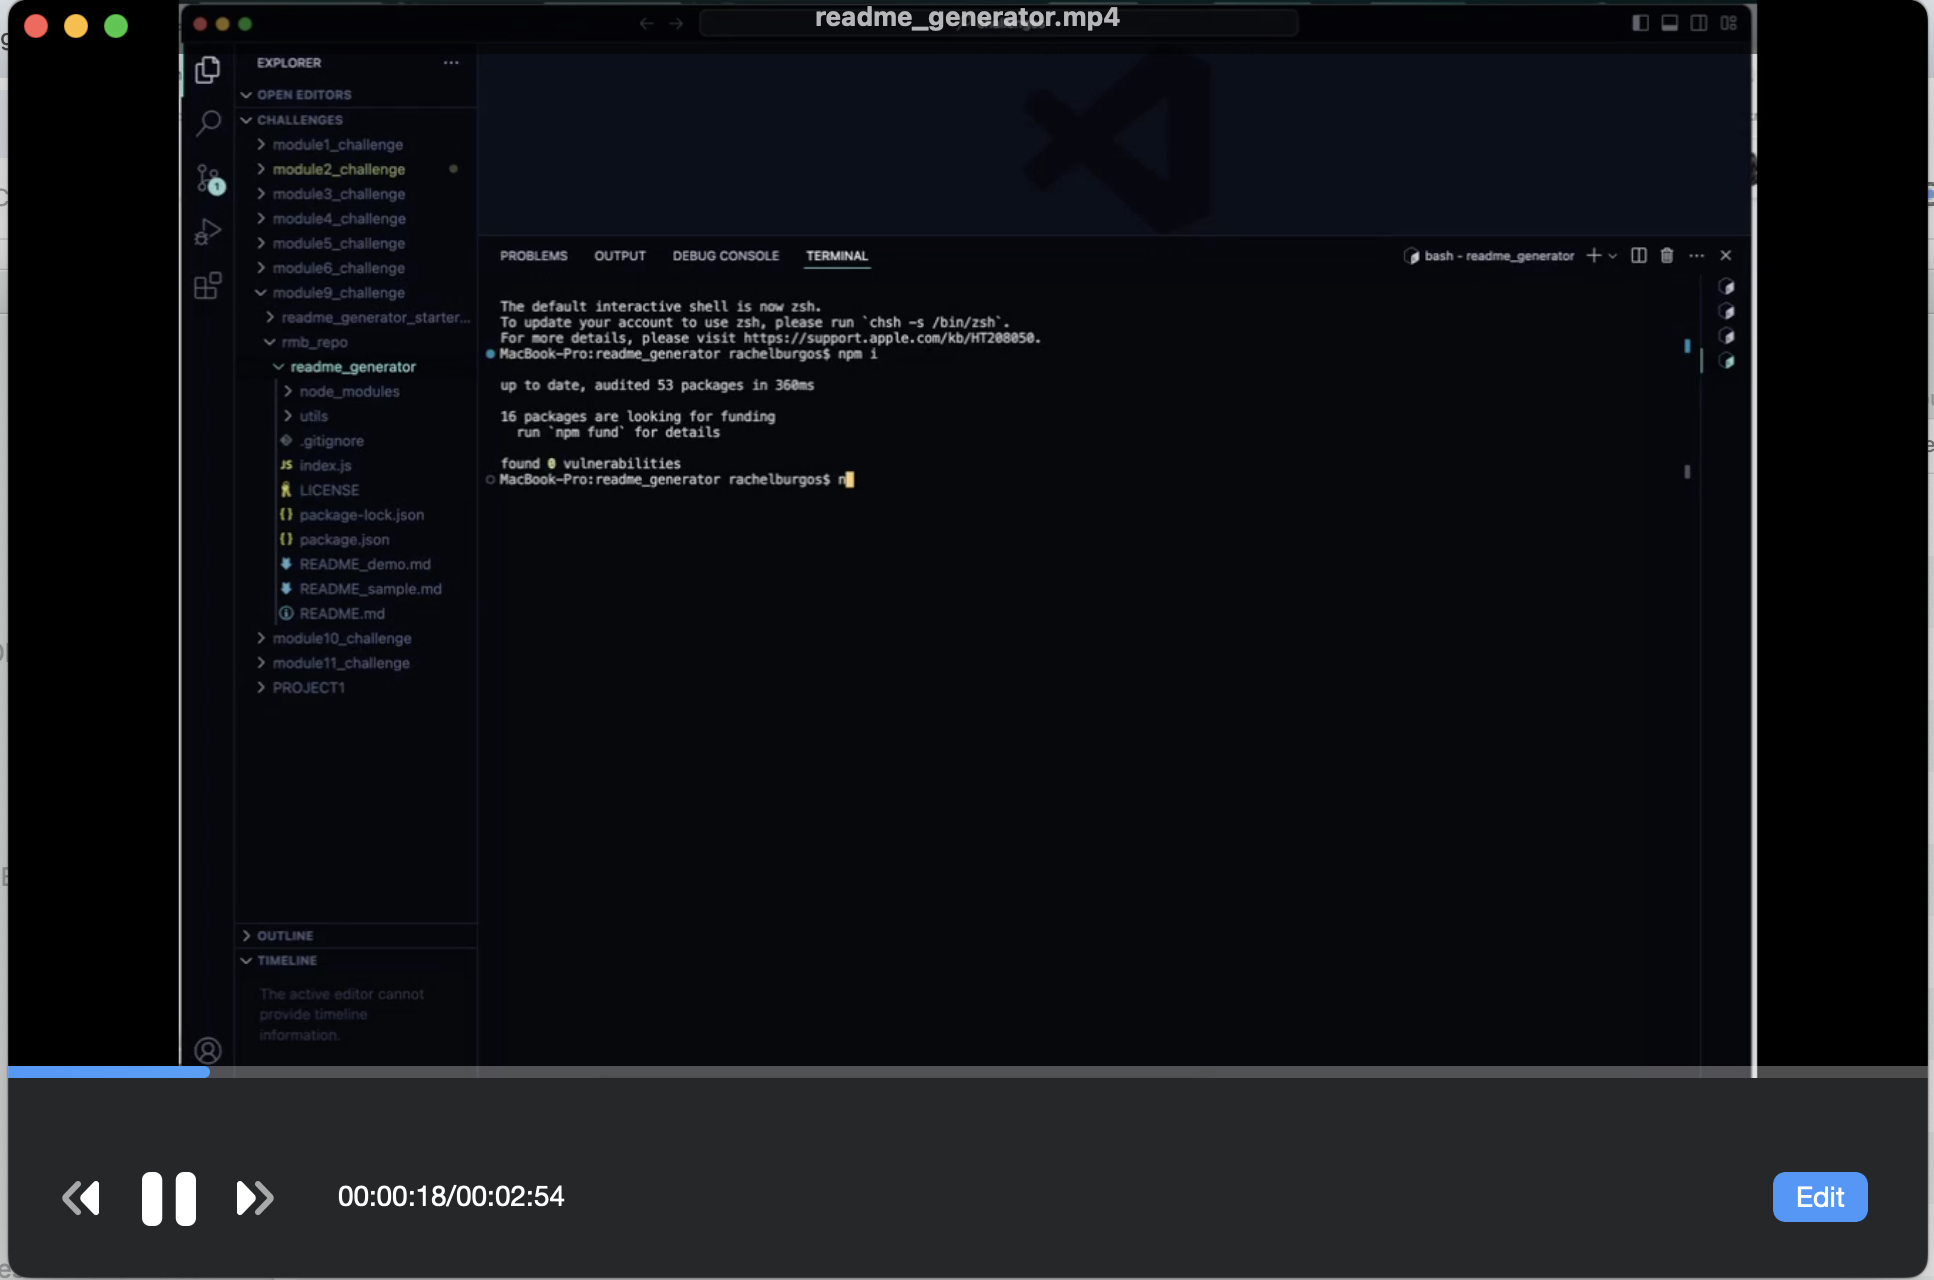 readme_generator.mp4
EXPLORER
OPEN EDITORS
CHALLENGES
module1_challenge
module2_challenge
module3_challenge
module4_challenge
module5_challenge
module6_challenge
module9_challenge
readme_generator_starter...
rmb_repo
readme_generator
node_modules
utils
.gitignore
JS index.js
LICENSE
{} package-lock.json
{} package.json
README_demo.md
README_sample.md
README.md
module10_challenge
module11_challenge
PROJECT1
OUTLINE
TIMELINE
The active editor cannot
provide timeline
information.
1
PROBLEMS OUTPUT DEBUG CONSOLE TERMINAL
bash - readme_generator
The default interactive shell is now zsh.
To update your account to use zsh, please run `chsh -s /bin/zsh`.
For more details, please visit https://support.apple.com/kb/HT208050.
MacBook-Pro:readme_generator rachelburgos$ npm i
up to date, audited 53 packages in 360ms
16 packages are looking for funding
run `npm fund` for details
found 0 vulnerabilities
MacBook-Pro:readme_generator rachelburgos$ n
00:00:18/00:02:54
Edit